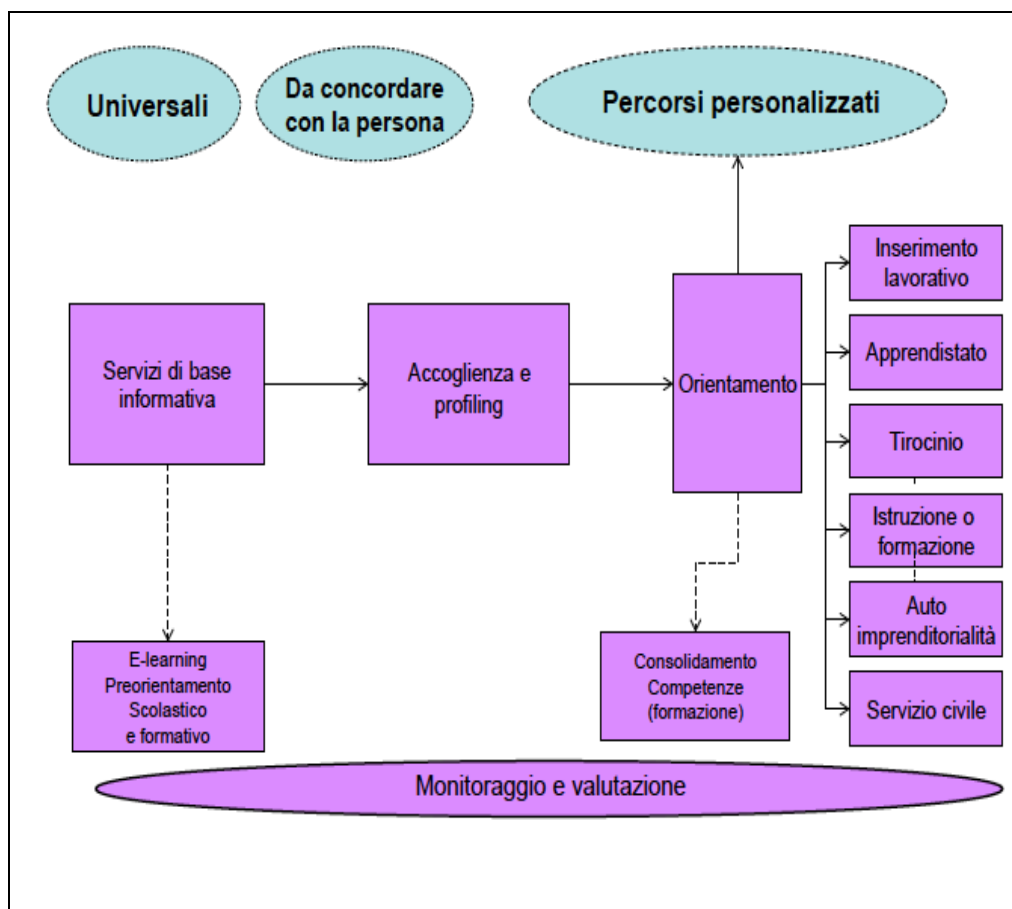 Universali
Da concordare
con la persona
Percorsi personalizzati
Servizi di base
informativa
Accoglienza e
profiling
Orientamento
Inserimento
lavorativo
Apprendistato
Tirocinio
Istruzione o
formazione
Auto
imprenditorialità
Servizio civile
E-learning
Preorientamento
Scolastico
e formativo
Consolidamento
Competenze
(formazione)
Monitoraggio e valutazione